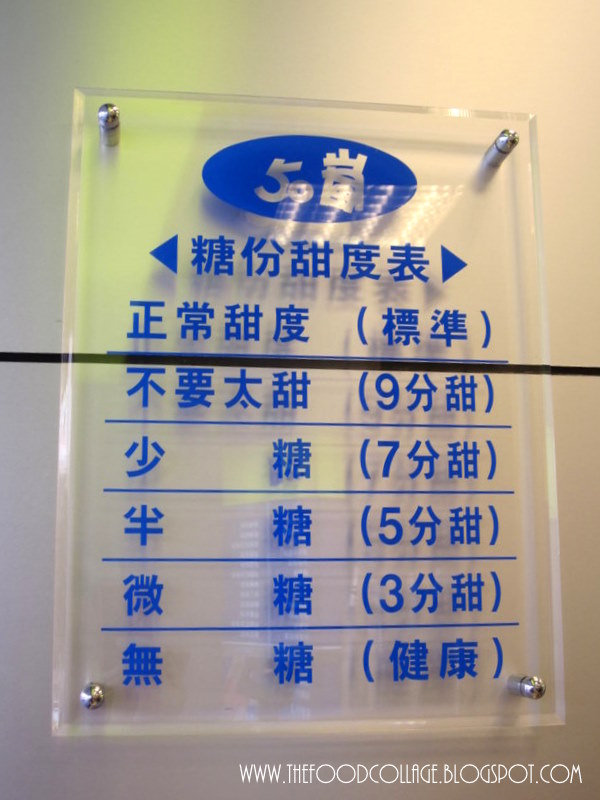 50嵐
◀糖份甜度表▶
正常甜度 (標準)
不要太甜 (9分甜)
少 糖 (7分甜)
半 糖 (5分甜)
微 糖 (3分甜)
無 糖 (健康)
WWW.THEFOODCOLLAGE.BLOGSPOT.COM